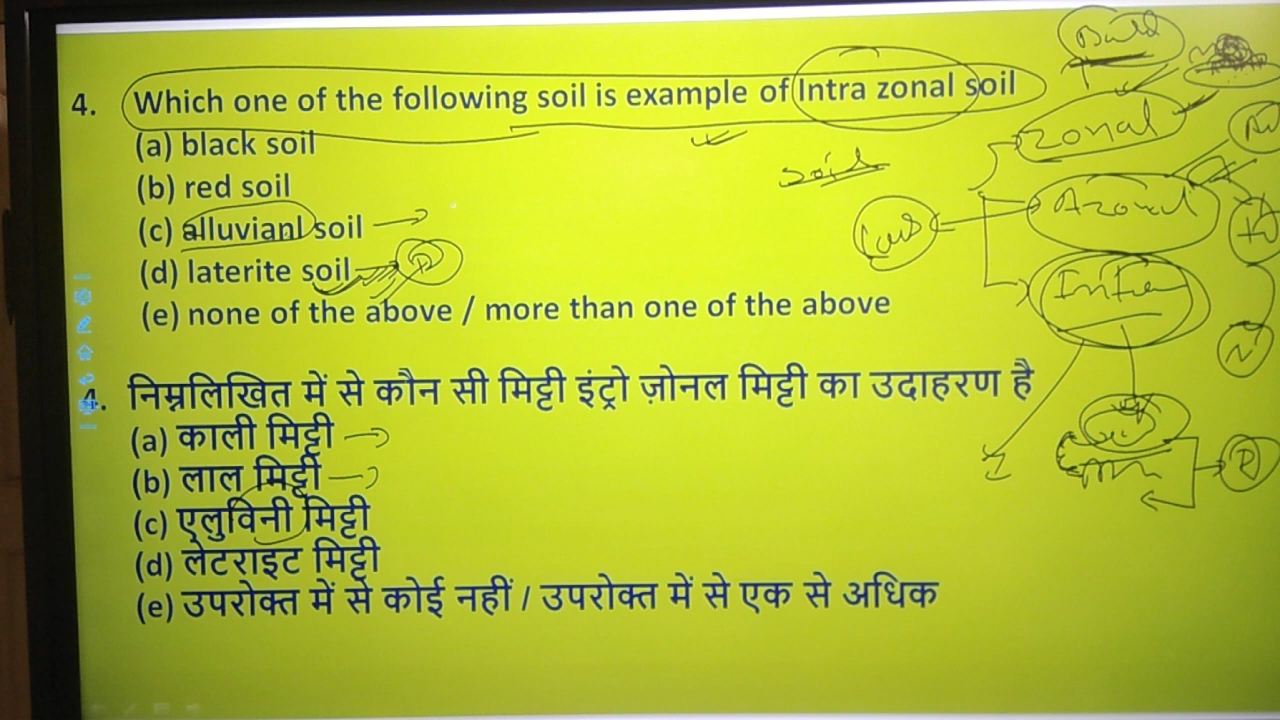 4. Which one of the following soil is example of Intra zonal soil
(a) black soil
(b) red soil
(c) alluvianl soil
(d) laterite soil
(e) none of the above / more than one of the above
zonal
Azonal
Intra
soils
4. निम्नलिखित में से कौन सी मिट्टी इंट्रो ज़ोनल मिट्टी का उदाहरण है
(a) काली मिट्टी
(b) लाल मिट्टी
(c) एलुविनी मिट्टी
(d) लेटराइट मिट्टी
(e) उपरोक्त में से कोई नहीं / उपरोक्त में से एक से अधिक